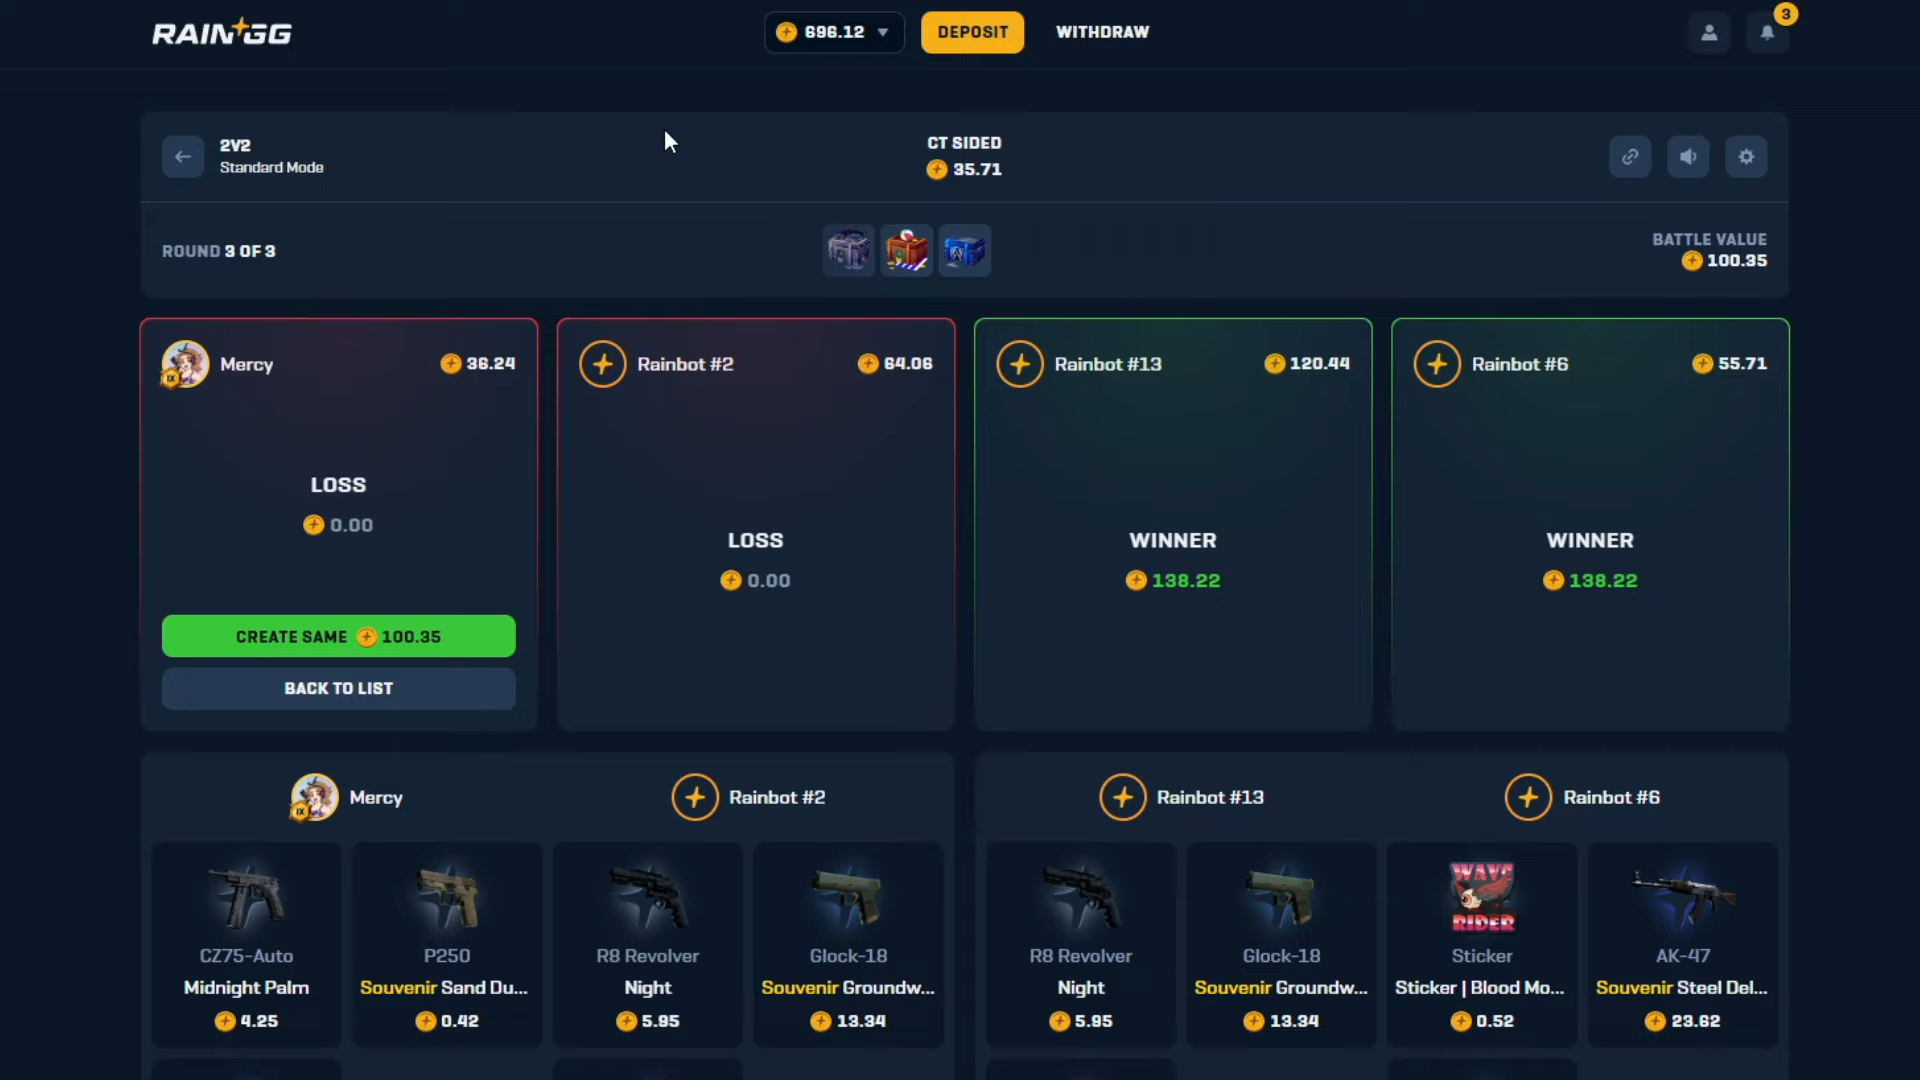 RAIN GG
696.12
DEPOSIT
WITHDRAW
3
2V2
Standard Mode
CT SIDED
35.71
ROUND 3 OF 3
BATTLE VALUE
100.35
IX
Mercy
36.24
Rainbot #2
64.06
Rainbot #13
120.44
Rainbot #6
55.71
LOSS
0.00
LOSS
0.00
WINNER
138.22
WINNER
138.22
CREATE SAME 100.35
BACK TO LIST
IX
Mercy
Rainbot #2
Rainbot #13
Rainbot #6
CZ75-Auto
Midnight Palm
4.25
P250
Souvenir Sand Du...
0.42
R8 Revolver
Night
5.95
Glock-18
Souvenir Groundw...
13.34
R8 Revolver
Night
5.95
Glock-18
Souvenir Groundw...
13.34
WAVE
RIDER
Sticker
Sticker | Blood Mo...
0.52
AK-47
Souvenir Steel Del...
23.62